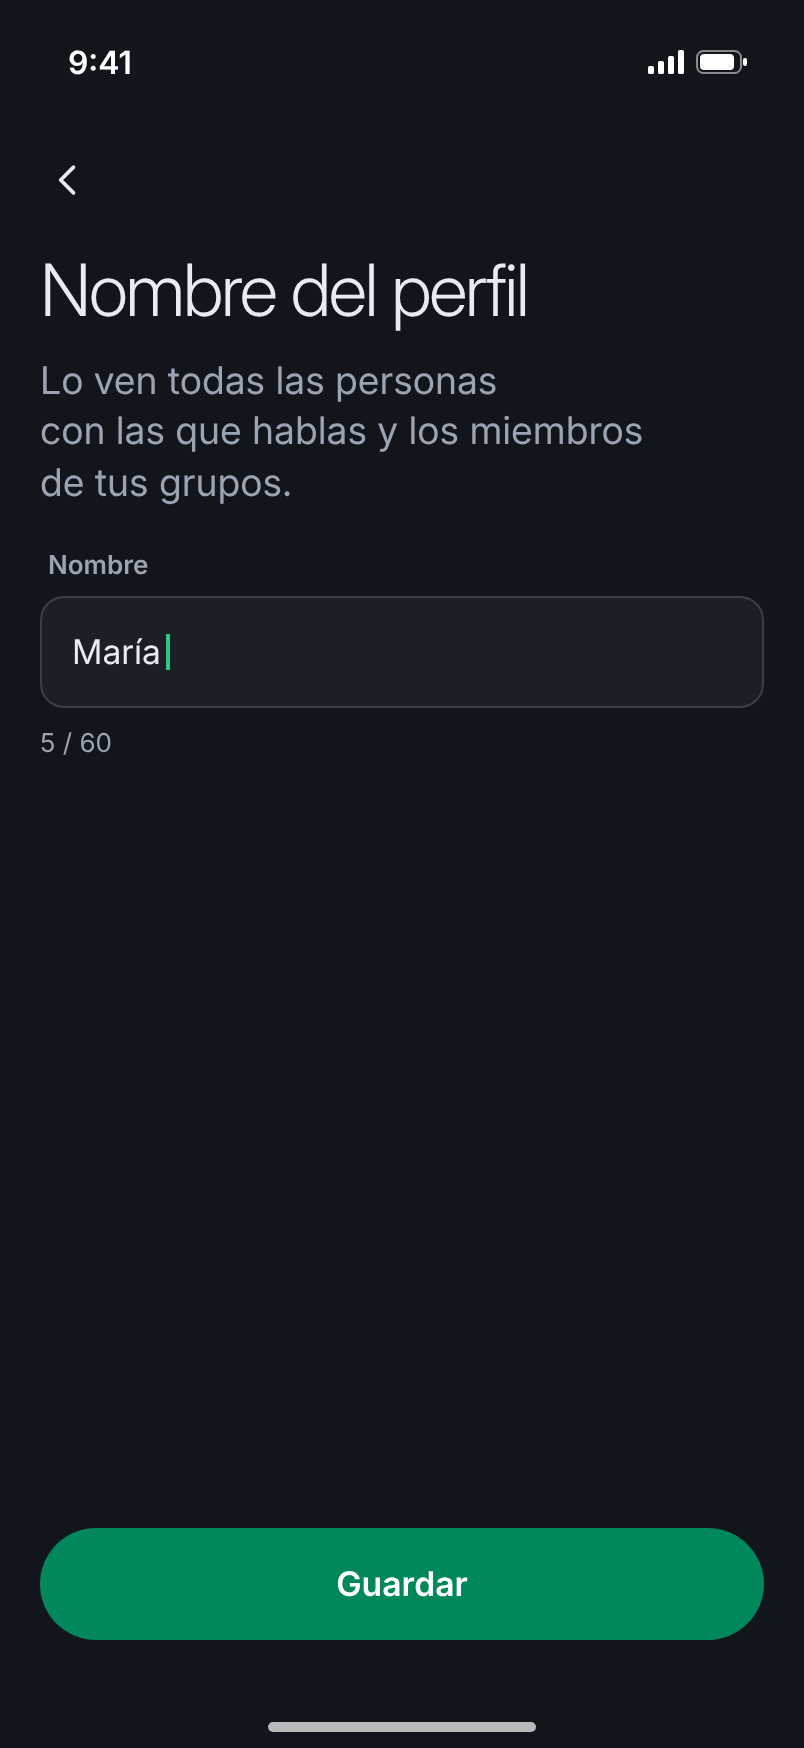 9:41
Nombre del perfil
Lo ven todas las personas
con las que hablas y los miembros
de tus grupos.
Nombre
María
5 / 60
Guardar